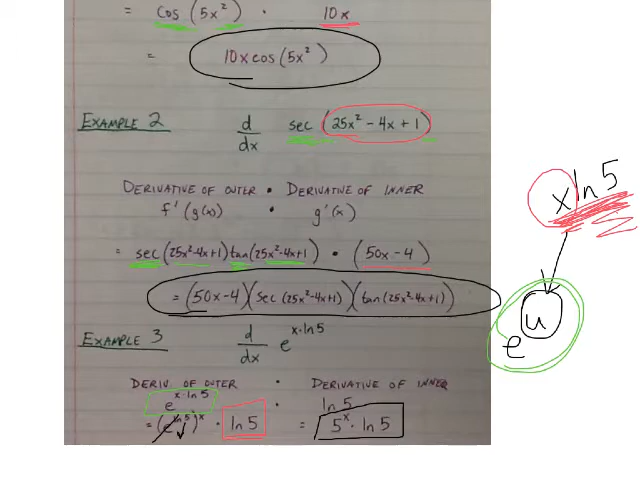 = cos (5x²) · 10x
= 10x cos(5x²)
EXAMPLE 2 d/dx sec (25x² - 4x + 1)
DERIVATIVE OF OUTER · DERIVATIVE OF INNER
f'(g(x)) · g'(x)
= sec(25x²-4x+1)tan(25x²-4x+1) · (50x-4)
= (50x-4)(sec(25x²-4x+1))(tan(25x²-4x+1))
EXAMPLE 3 d/dx e^(x·ln5)
DERIV. OF OUTER · DERIVATIVE OF INNER
e^(x·ln5) · ln 5
= (e^(ln5))^x · ln 5 = 5^x · ln 5
x ln 5
e^u